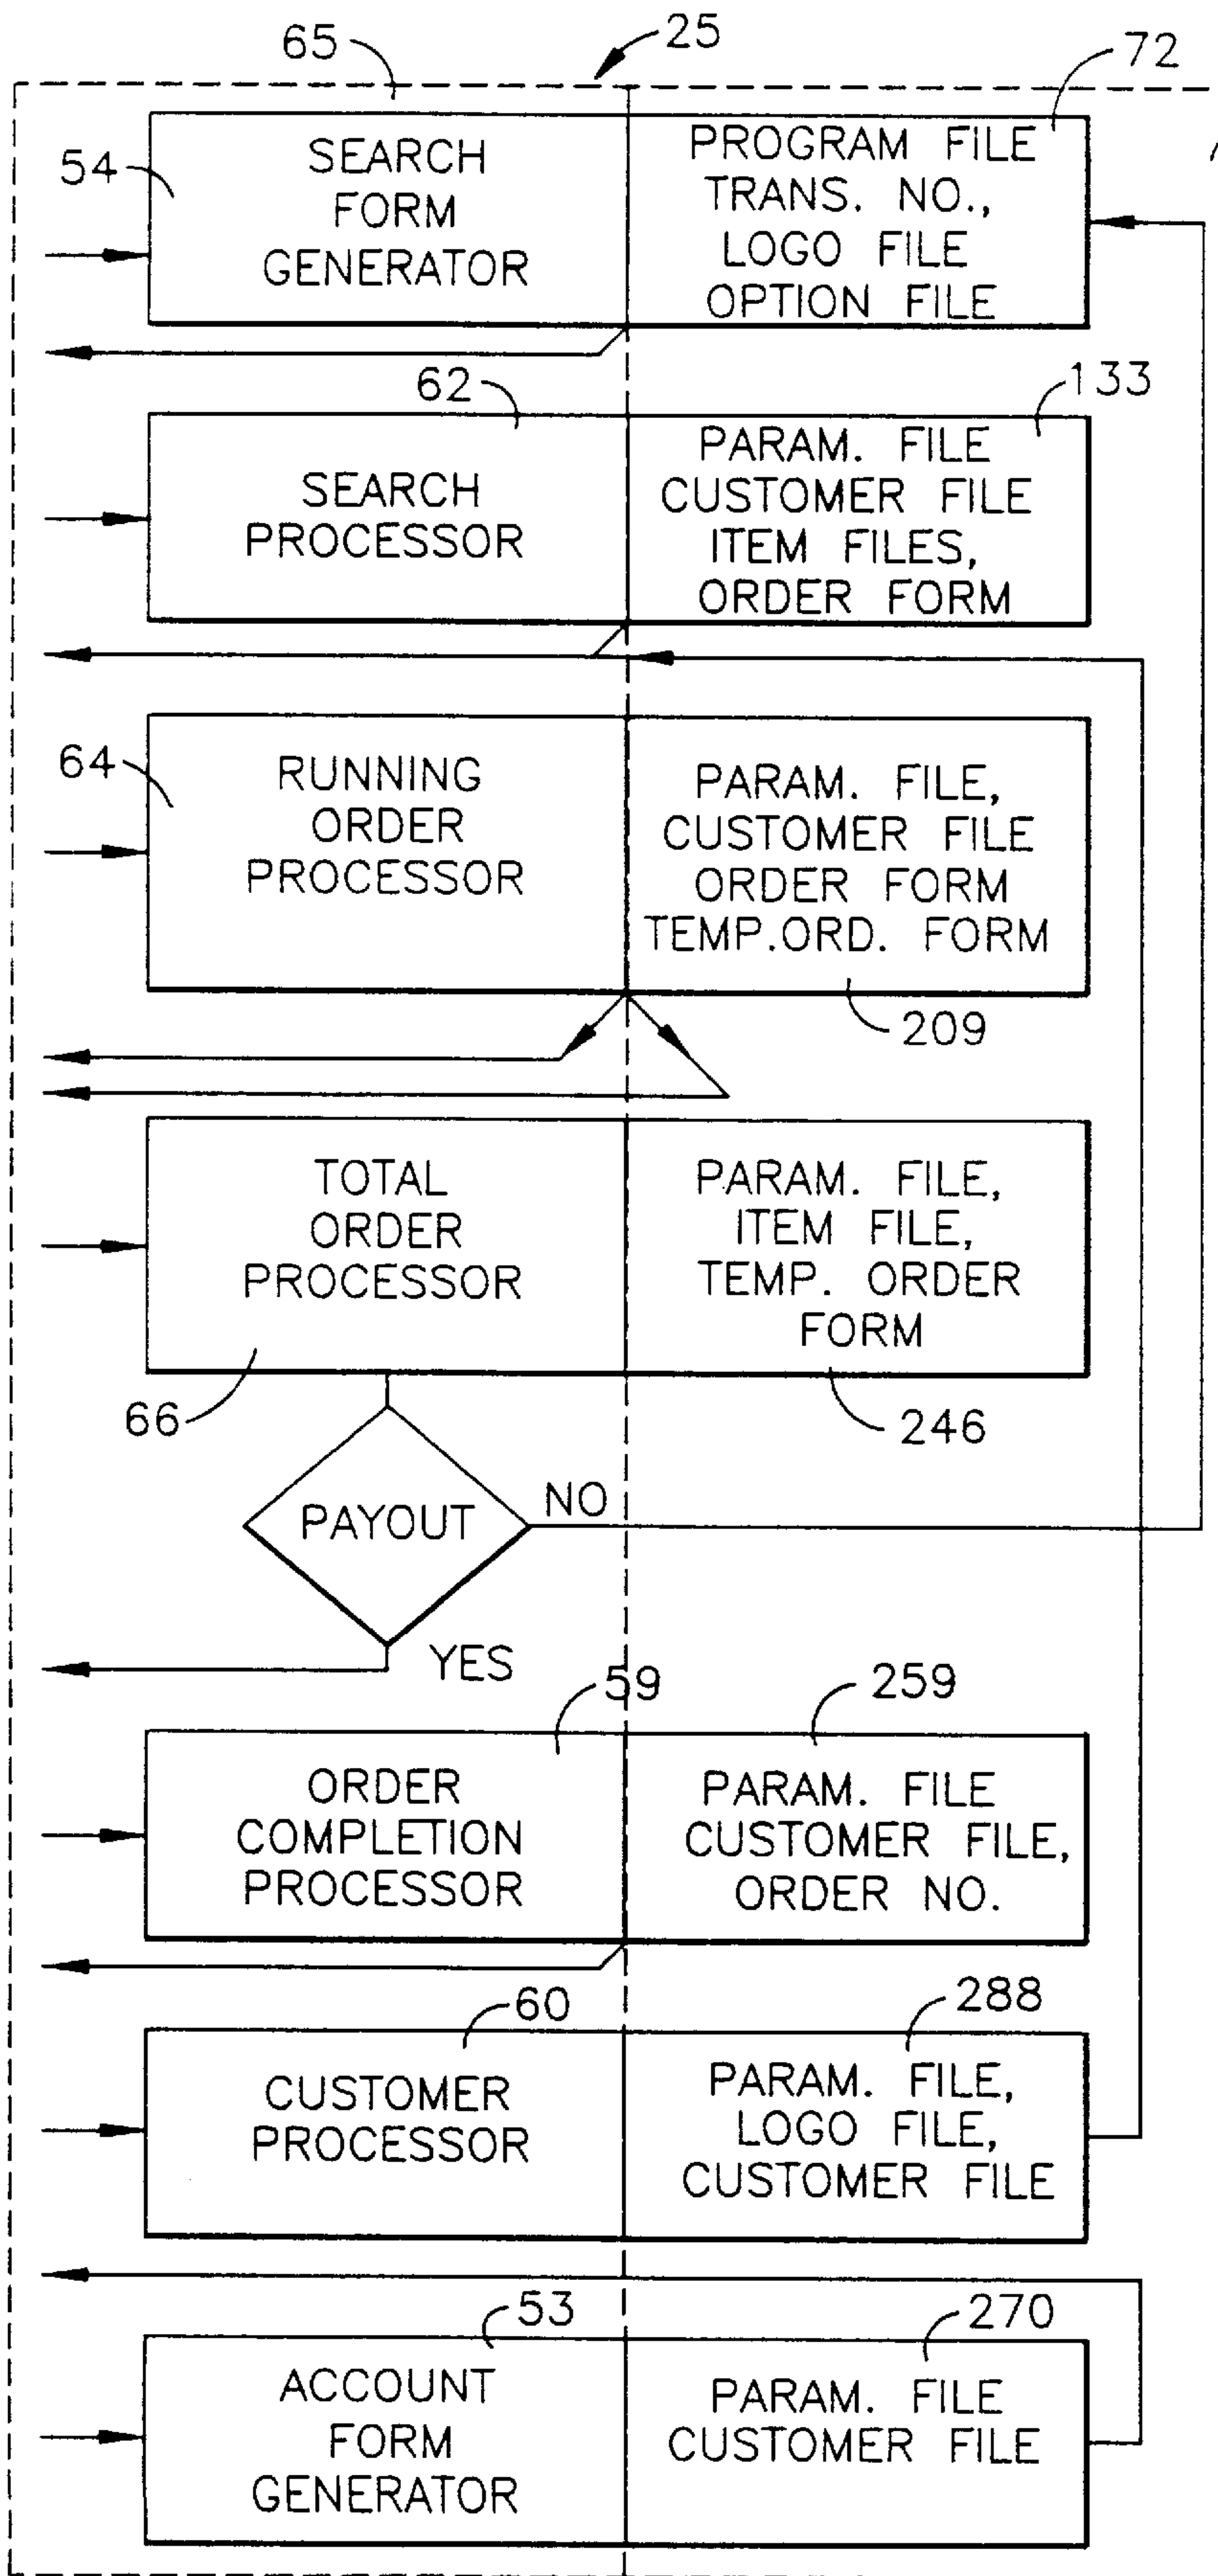 65
25
72
54
SEARCH
FORM
GENERATOR
PROGRAM FILE
TRANS. NO.,
LOGO FILE
OPTION FILE
62
133
SEARCH
PROCESSOR
PARAM. FILE
CUSTOMER FILE
ITEM FILES,
ORDER FORM
64
RUNNING
ORDER
PROCESSOR
PARAM. FILE,
CUSTOMER FILE
ORDER FORM
TEMP.ORD. FORM
209
TOTAL
ORDER
PROCESSOR
PARAM. FILE,
ITEM FILE,
TEMP. ORDER
FORM
66
246
PAYOUT
NO
YES
59
259
ORDER
COMPLETION
PROCESSOR
PARAM. FILE
CUSTOMER FILE,
ORDER NO.
60
288
CUSTOMER
PROCESSOR
PARAM. FILE,
LOGO FILE,
CUSTOMER FILE
53
270
ACCOUNT
FORM
GENERATOR
PARAM. FILE
CUSTOMER FILE